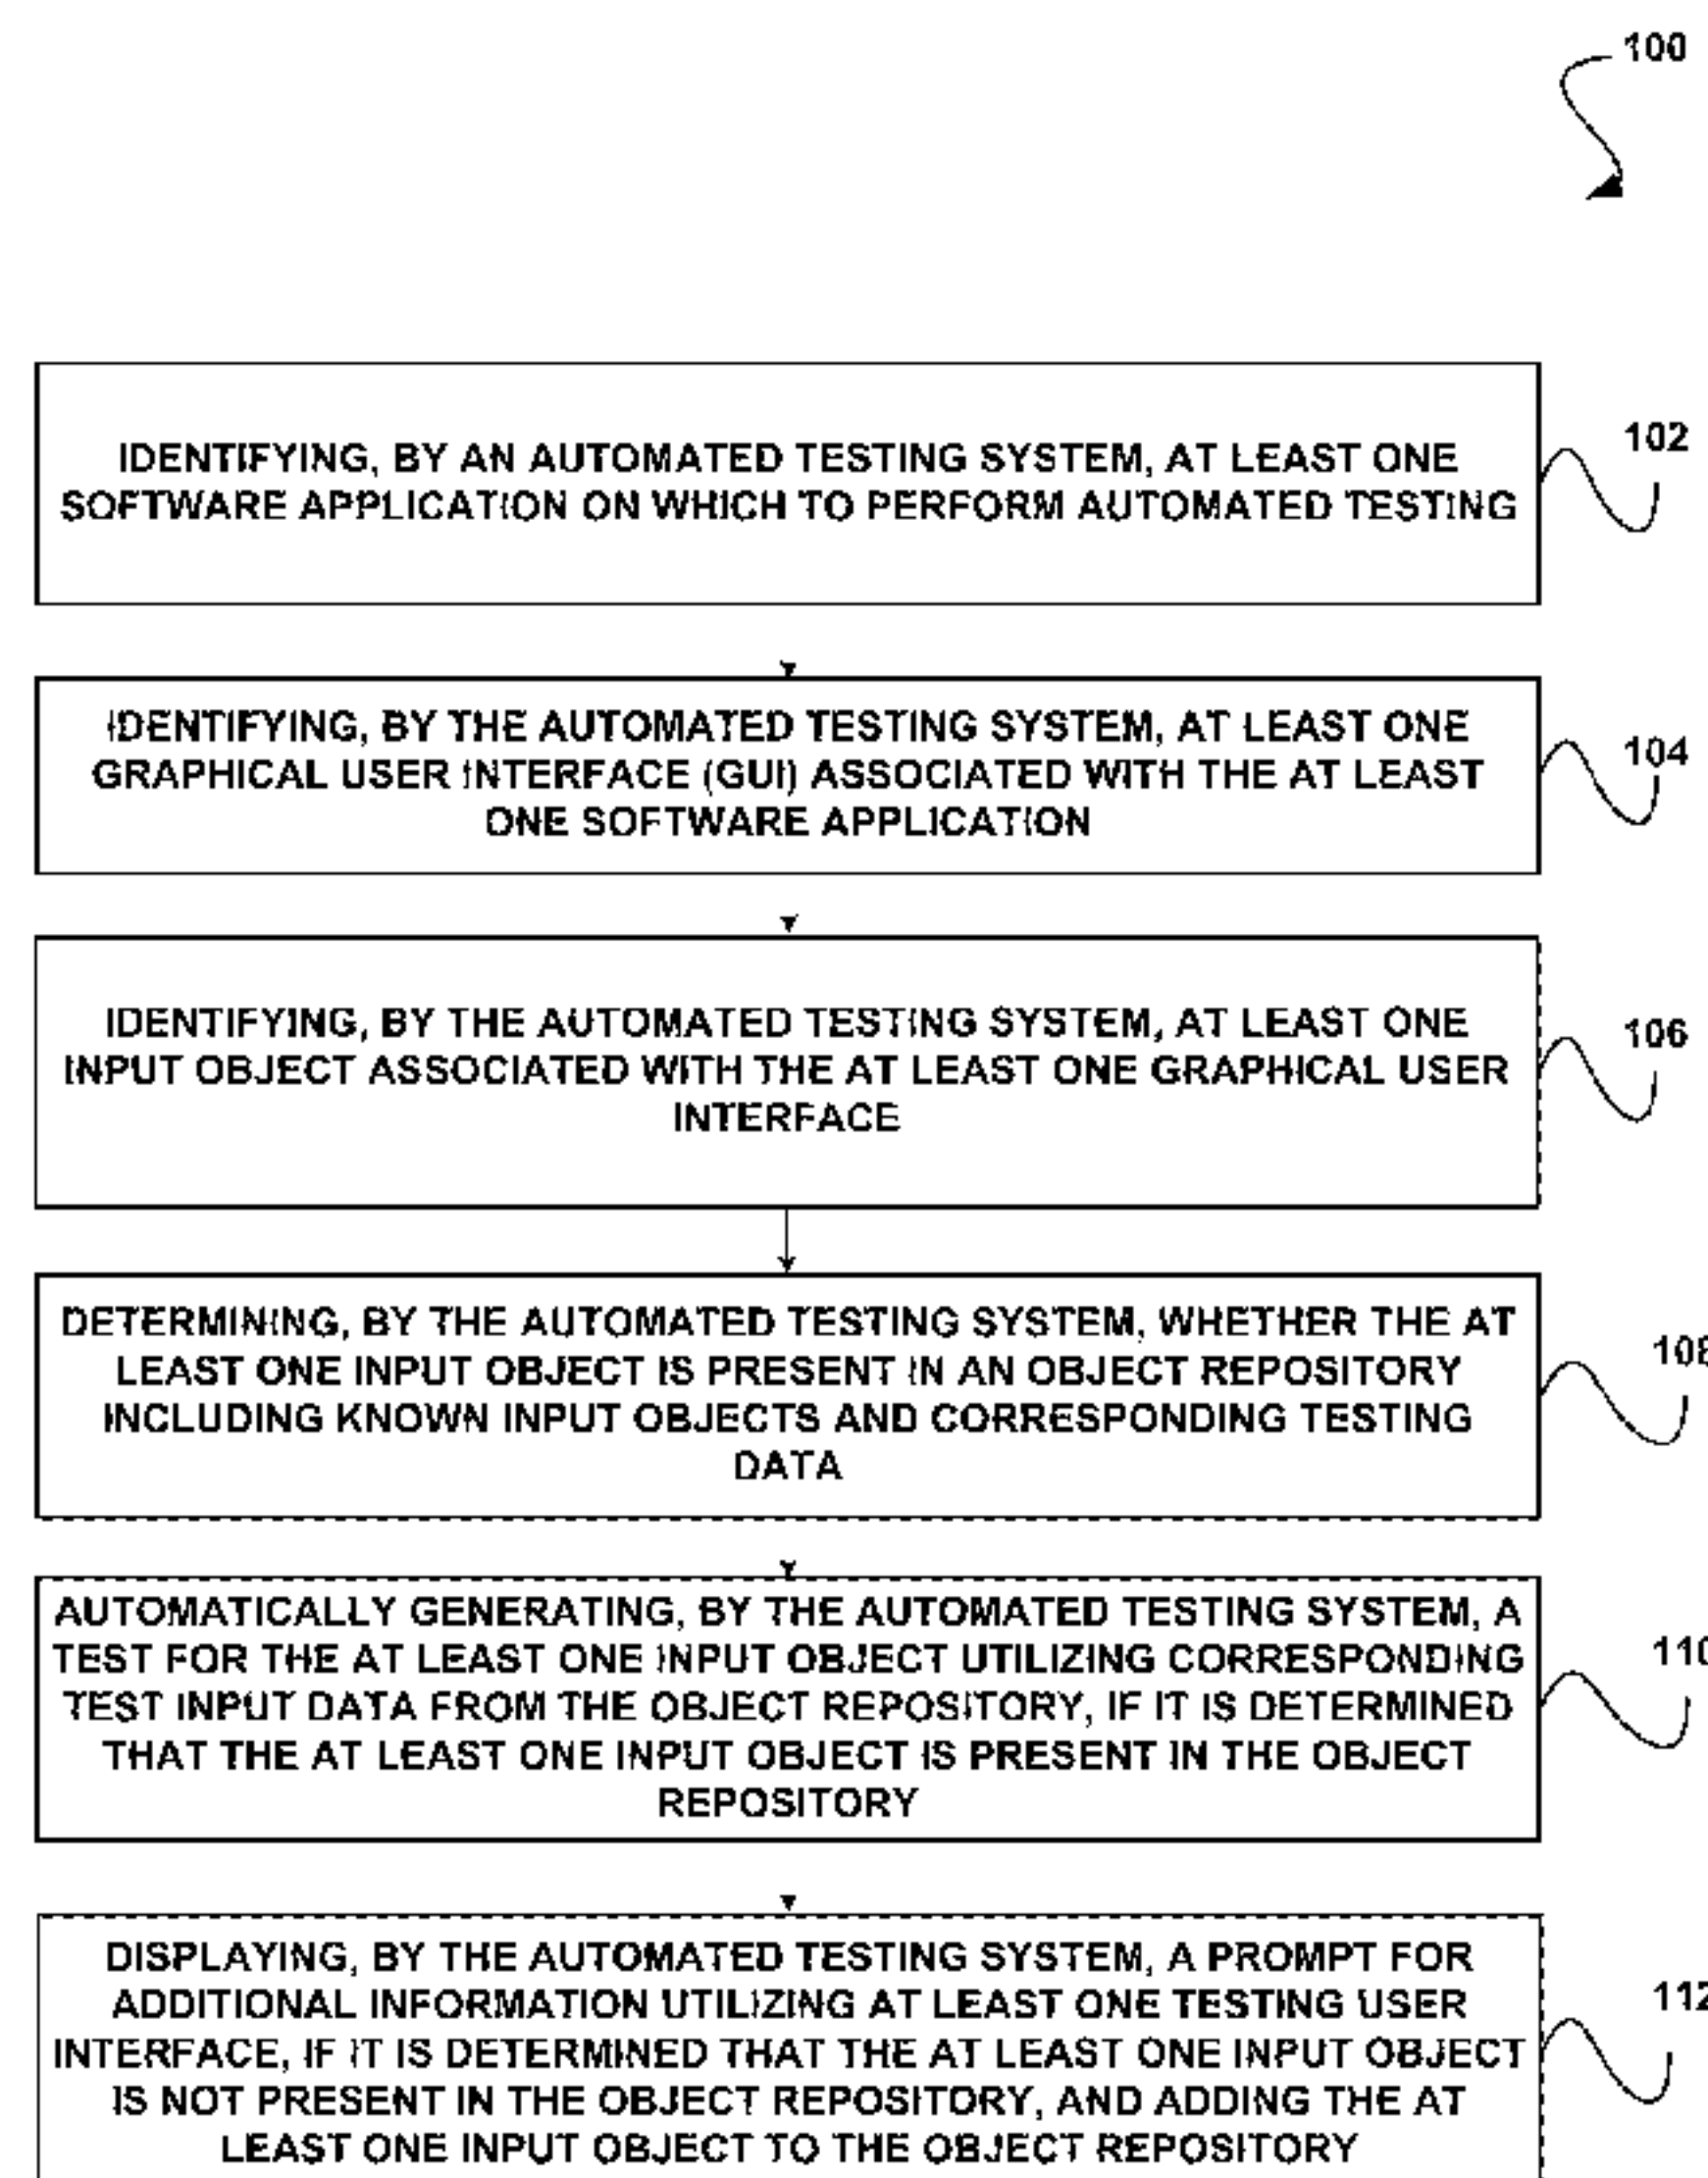 100
IDENTIFYING, BY AN AUTOMATED TESTING SYSTEM, AT LEAST ONE
SOFTWARE APPLICATION ON WHICH TO PERFORM AUTOMATED TESTING
102
IDENTIFYING, BY THE AUTOMATED TESTING SYSTEM, AT LEAST ONE
GRAPHICAL USER INTERFACE (GUI) ASSOCIATED WITH THE AT LEAST
ONE SOFTWARE APPLICATION
104
IDENTIFYING, BY THE AUTOMATED TESTING SYSTEM, AT LEAST ONE
INPUT OBJECT ASSOCIATED WITH THE AT LEAST ONE GRAPHICAL USER
INTERFACE
106
DETERMINING, BY THE AUTOMATED TESTING SYSTEM, WHETHER THE AT
LEAST ONE INPUT OBJECT IS PRESENT IN AN OBJECT REPOSITORY
INCLUDING KNOWN INPUT OBJECTS AND CORRESPONDING TESTING
DATA
108
AUTOMATICALLY GENERATING, BY THE AUTOMATED TESTING SYSTEM, A
TEST FOR THE AT LEAST ONE INPUT OBJECT UTILIZING CORRESPONDING
TEST INPUT DATA FROM THE OBJECT REPOSITORY, IF IT IS DETERMINED
THAT THE AT LEAST ONE INPUT OBJECT IS PRESENT IN THE OBJECT
REPOSITORY
110
DISPLAYING, BY THE AUTOMATED TESTING SYSTEM, A PROMPT FOR
ADDITIONAL INFORMATION UTILIZING AT LEAST ONE TESTING USER
INTERFACE, IF IT IS DETERMINED THAT THE AT LEAST ONE INPUT OBJECT
IS NOT PRESENT IN THE OBJECT REPOSITORY, AND ADDING THE AT
LEAST ONE INPUT OBJECT TO THE OBJECT REPOSITORY
112